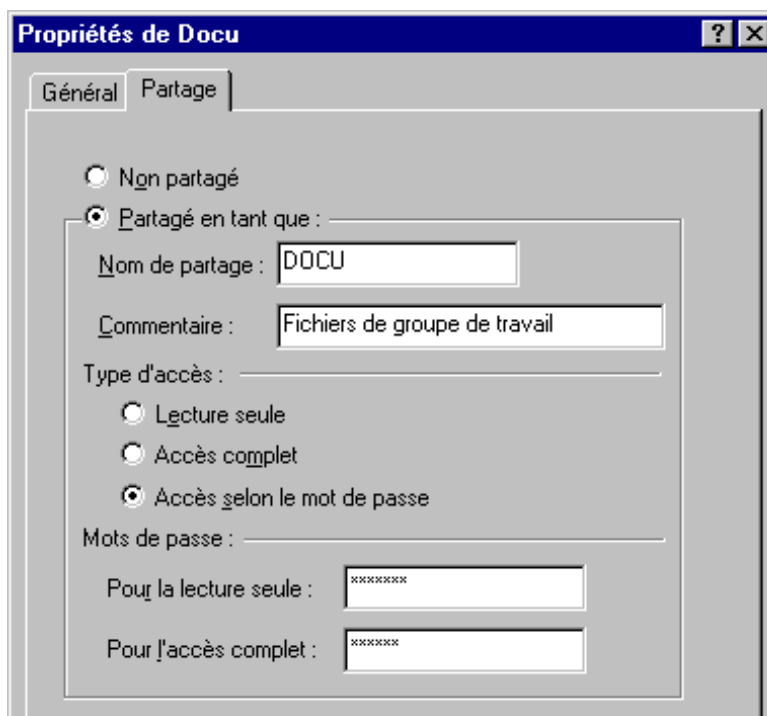 Propriétés de Docu
Général Partage
Non partagé
Partagé en tant que :
Nom de partage : DOCU
Commentaire : Fichiers de groupe de travail
Type d'accès :
Lecture seule
Accès complet
Accès selon le mot de passe
Mots de passe :
Pour la lecture seule : *******
Pour l'accès complet : ******